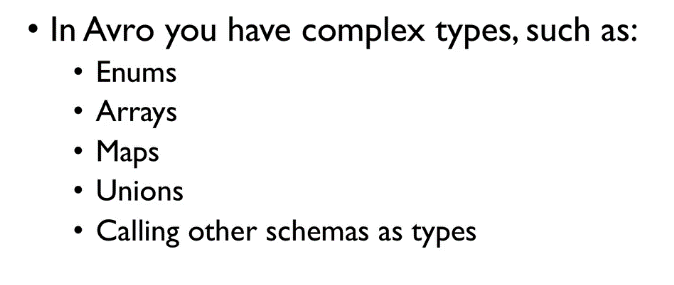 • In Avro you have complex types, such as:
• Enums
• Arrays
• Maps
• Unions
• Calling other schemas as types